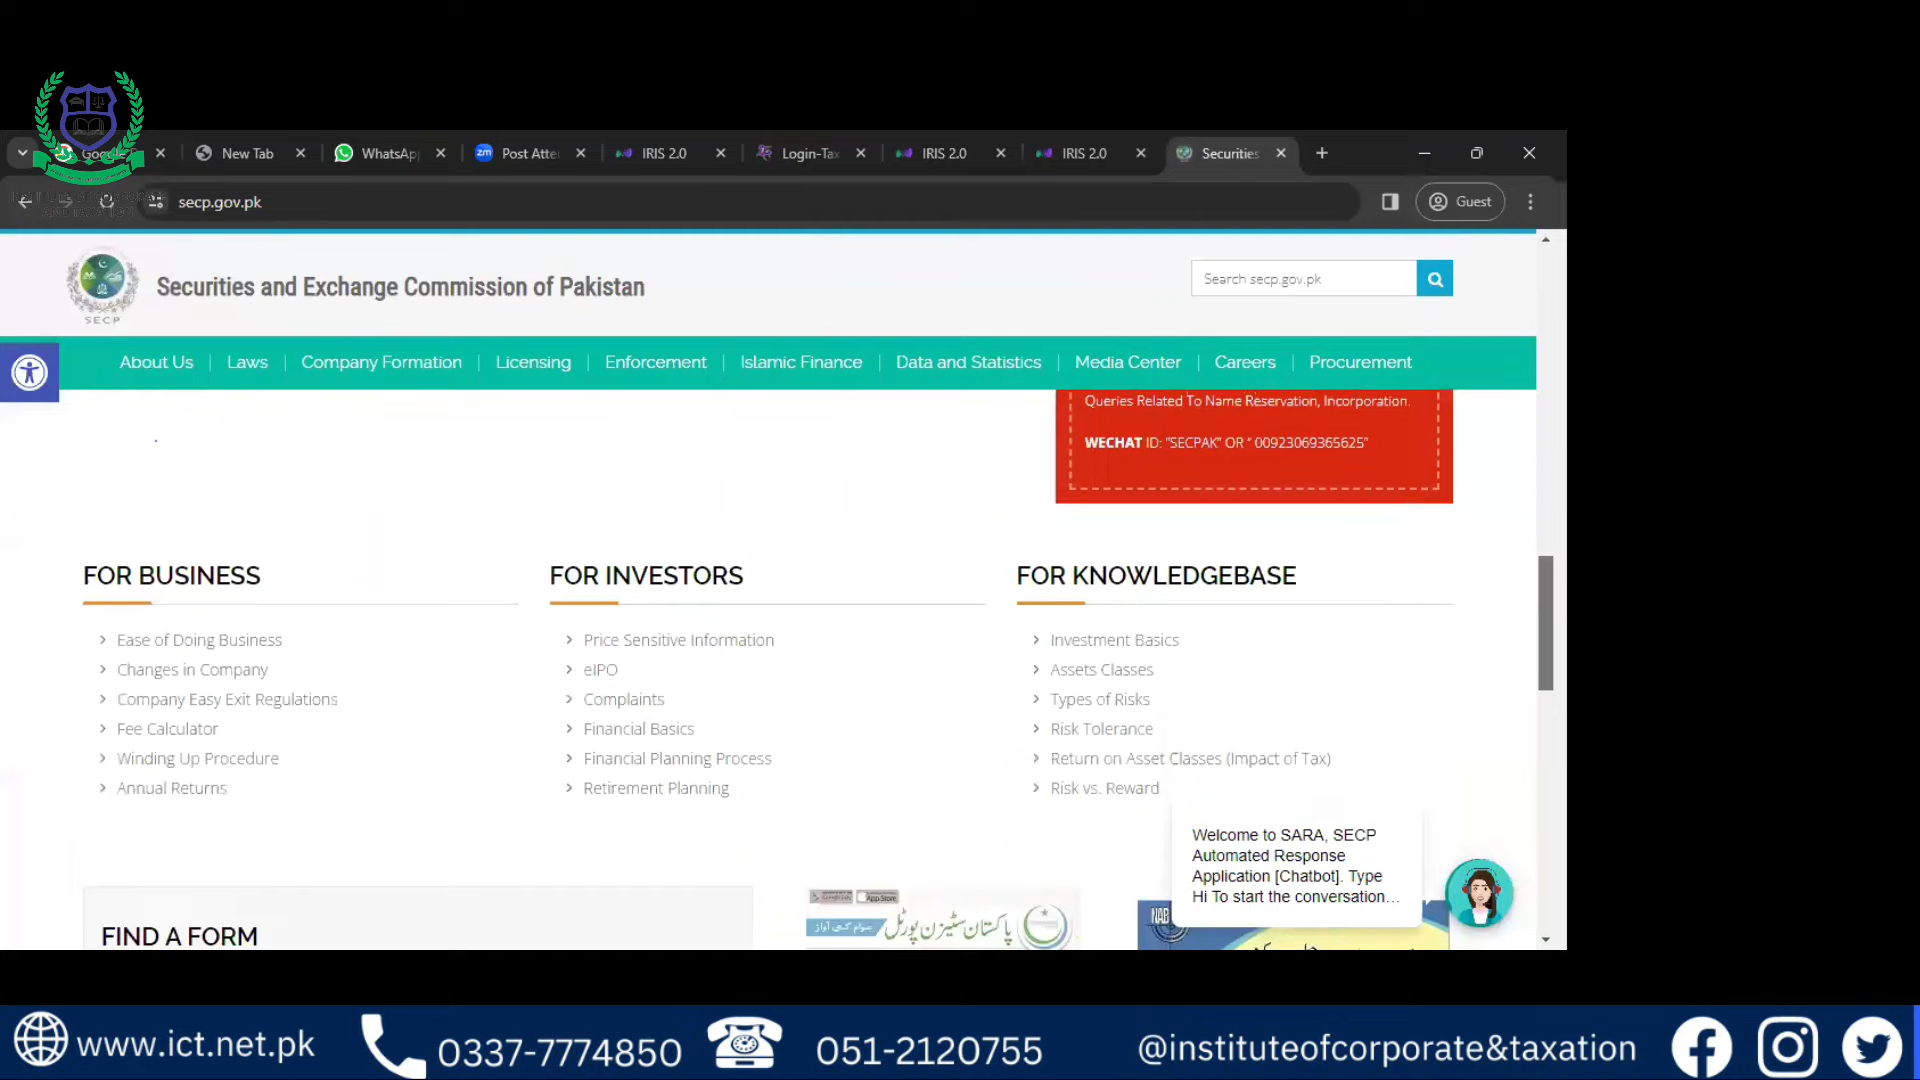 Google
New Tab
WhatsAp
Post Atte
IRIS 2.0
Login-Tax
IRIS 2.0
IRIS 2.0
Securities
secp.gov.pk
Guest
SECP
Securities and Exchange Commission of Pakistan
Search secp.gov.pk
About Us
Laws
Company Formation
Licensing
Enforcement
Islamic Finance
Data and Statistics
Media Center
Careers
Procurement
Queries Related To Name Reservation, Incorporation.
WECHAT ID: "SECPAK" OR " 00923069365625"
FOR BUSINESS
Ease of Doing Business
Changes in Company
Company Easy Exit Regulations
Fee Calculator
Winding Up Procedure
Annual Returns
FOR INVESTORS
Price Sensitive Information
eIPO
Complaints
Financial Basics
Financial Planning Process
Retirement Planning
FOR KNOWLEDGEBASE
Investment Basics
Assets Classes
Types of Risks
Risk Tolerance
Return on Asset Classes (Impact of Tax)
Risk vs. Reward
Welcome to SARA, SECP
Automated Response
Application [Chatbot]. Type
Hi To start the conversation...
FIND A FORM
App Store
پاکستان سٹیزن پورٹل
NAB
www.ict.net.pk
0337-7774850
051-2120755
@instituteofcorporate&taxation